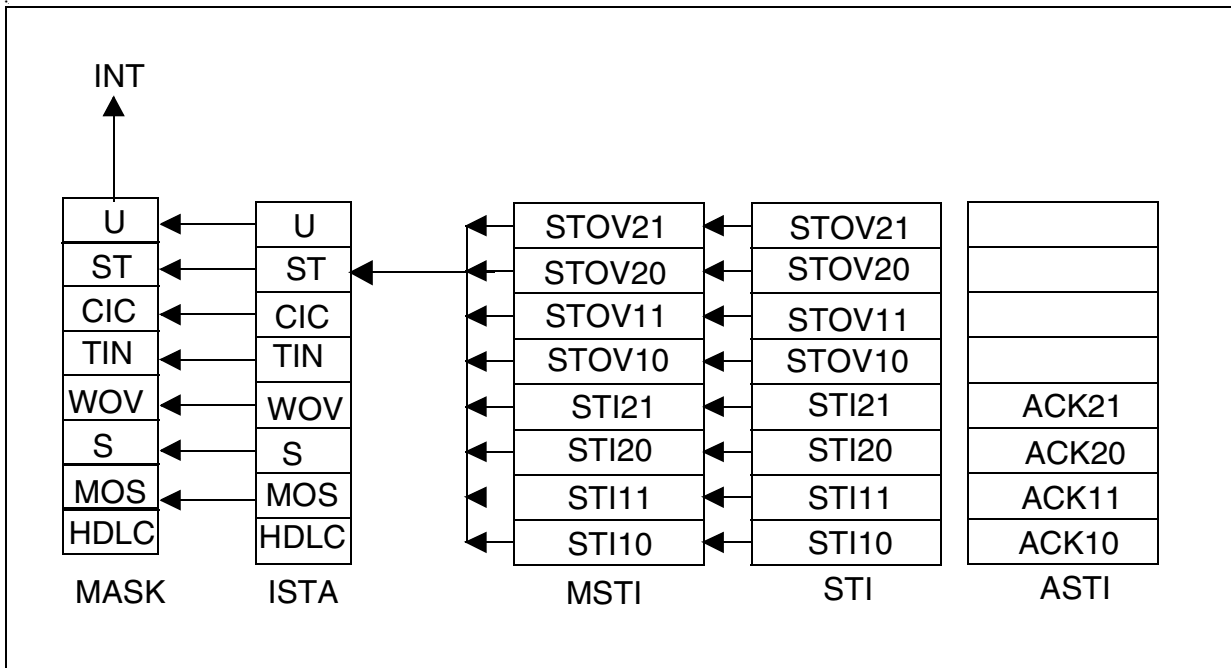 INT
U U STOV21 STOV21
ST ST STOV20 STOV20
CIC CIC STOV11 STOV11
TIN TIN STOV10 STOV10
WOV WOV STI21 STI21 ACK21
S S STI20 STI20 ACK20
MOS MOS STI11 STI11 ACK11
HDLC HDLC STI10 STI10 ACK10
MASK ISTA MSTI STI ASTI